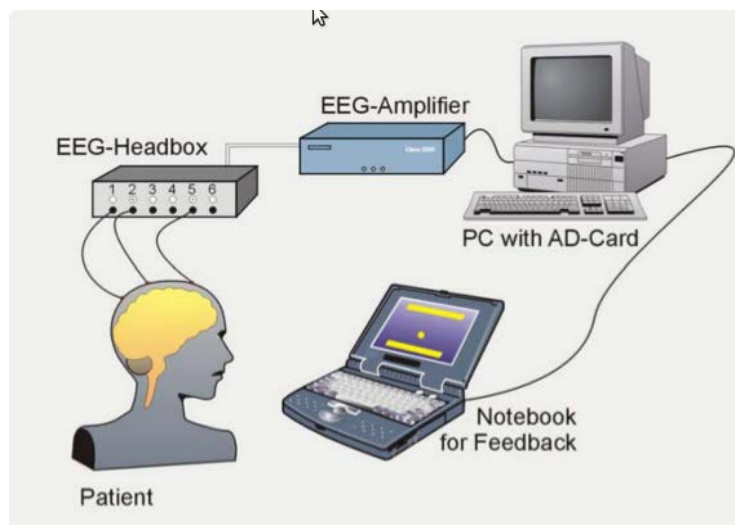 EEG-Amplifier
EEG-Headbox
1 2 3 4 5 6
PC with AD-Card
Notebook
for Feedback
Patient